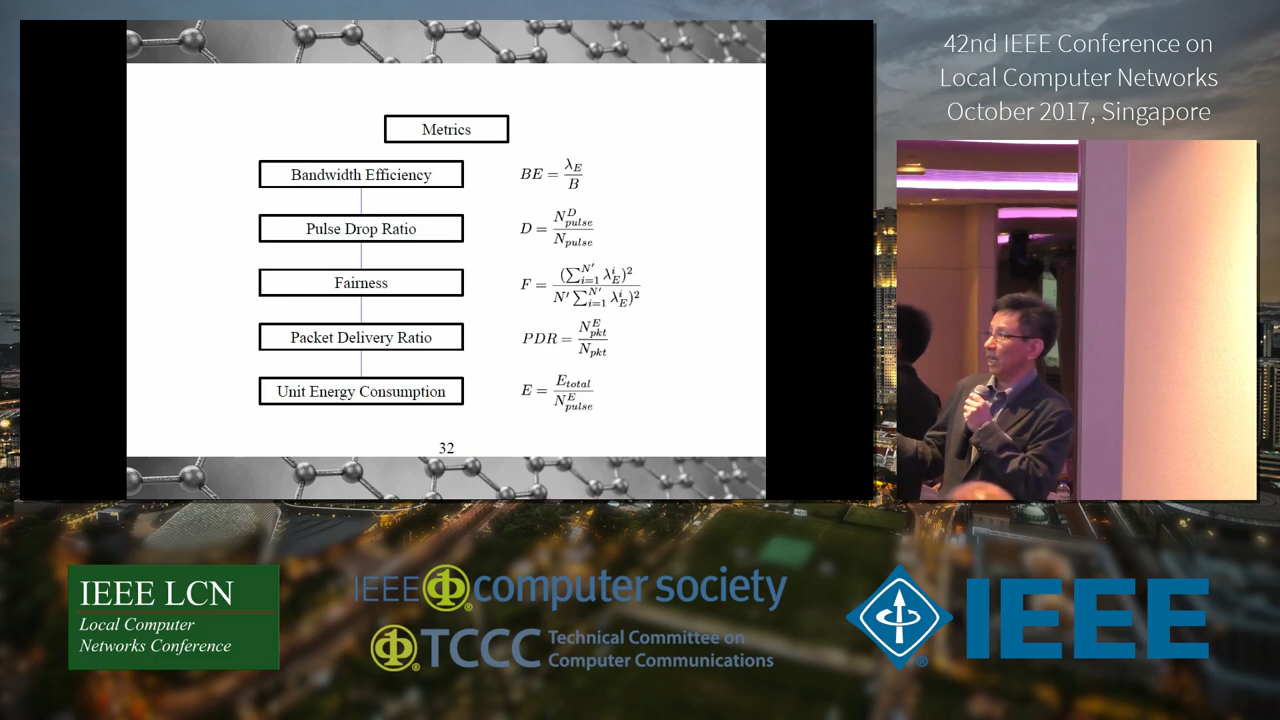 42nd IEEE Conference on
Local Computer Networks
October 2017, Singapore
Metrics
Bandwidth Efficiency
BE = λ_E / B
Pulse Drop Ratio
D = N^D_pulse / N_pulse
Fairness
F = (∑^{N'}_{i=1} λ^i_E)^2 / N' ∑^{N'}_{i=1} λ^i_E)^2
Packet Delivery Ratio
PDR = N^E_pkt / N_pkt
Unit Energy Consumption
E = E_total / N^E_pulse
32
IEEE LCN
Local Computer
Networks Conference
IEEE computer society
TCCC Technical Committee on
Computer Communications
IEEE